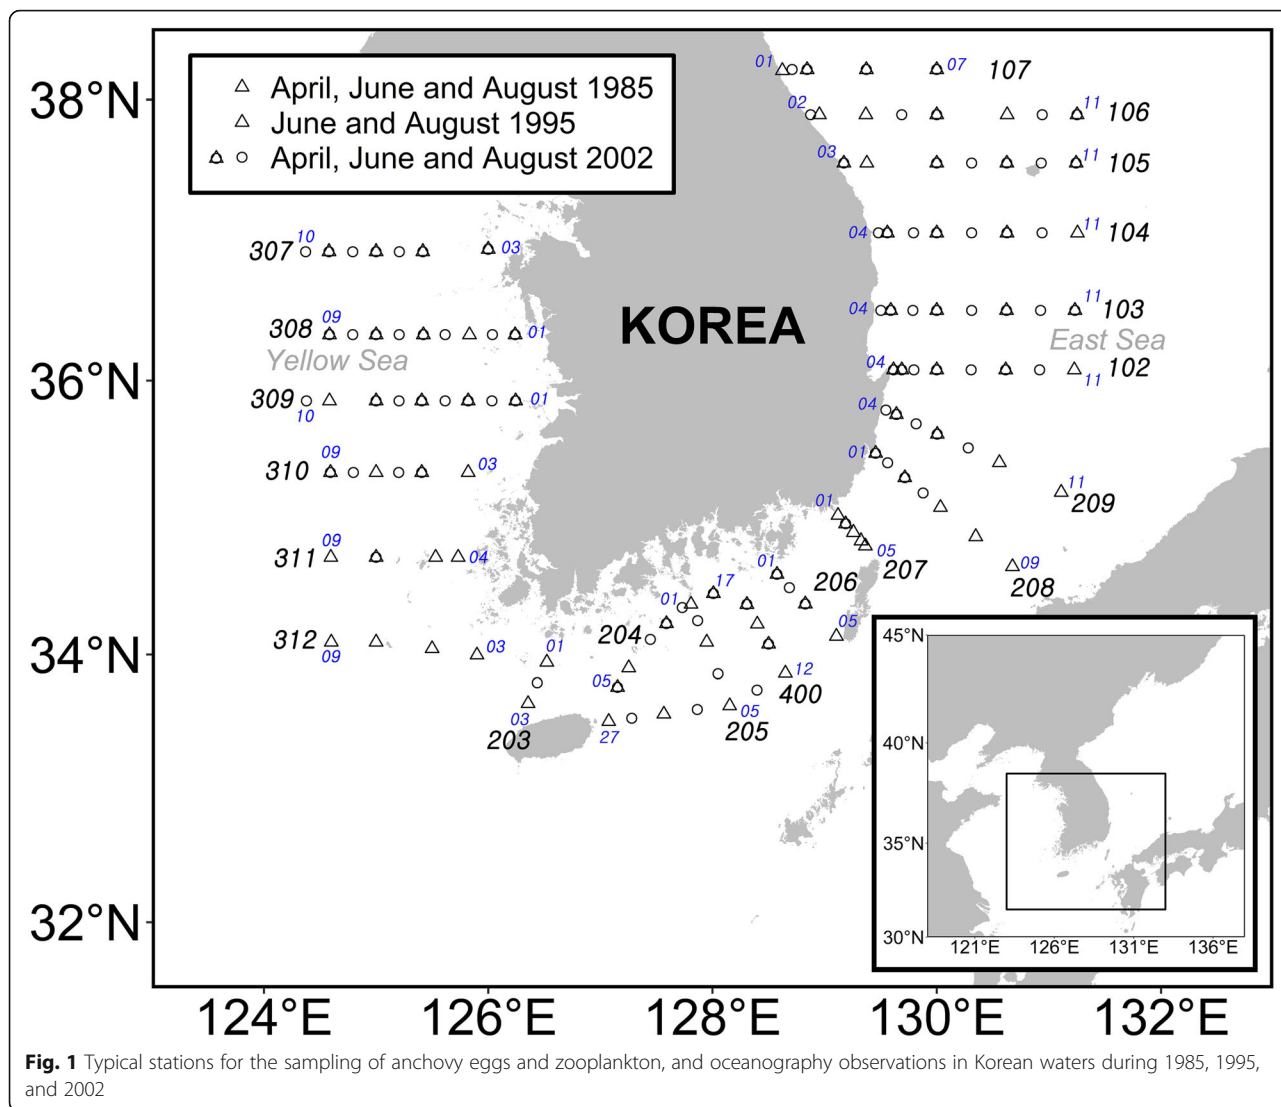 38°N
36°N
34°N
32°N
124°E
126°E
128°E
130°E
132°E
April, June and August 1985
June and August 1995
April, June and August 2002
01
07
107
02
11
106
03
11
105
04
11
104
04
11
103
East Sea
04
11
102
04
11
209
01
09
208
01
05
207
01
206
05
17
12
400
01
204
05
05
205
27
01
03
203
10
307
03
09
308
01
Yellow Sea
309
10
01
09
310
03
09
311
04
312
09
03
KOREA
45°N
40°N
35°N
30°N
121°E
126°E
131°E
136°E
Fig. 1 Typical stations for the sampling of anchovy eggs and zooplankton, and oceanography observations in Korean waters during 1985, 1995,
and 2002